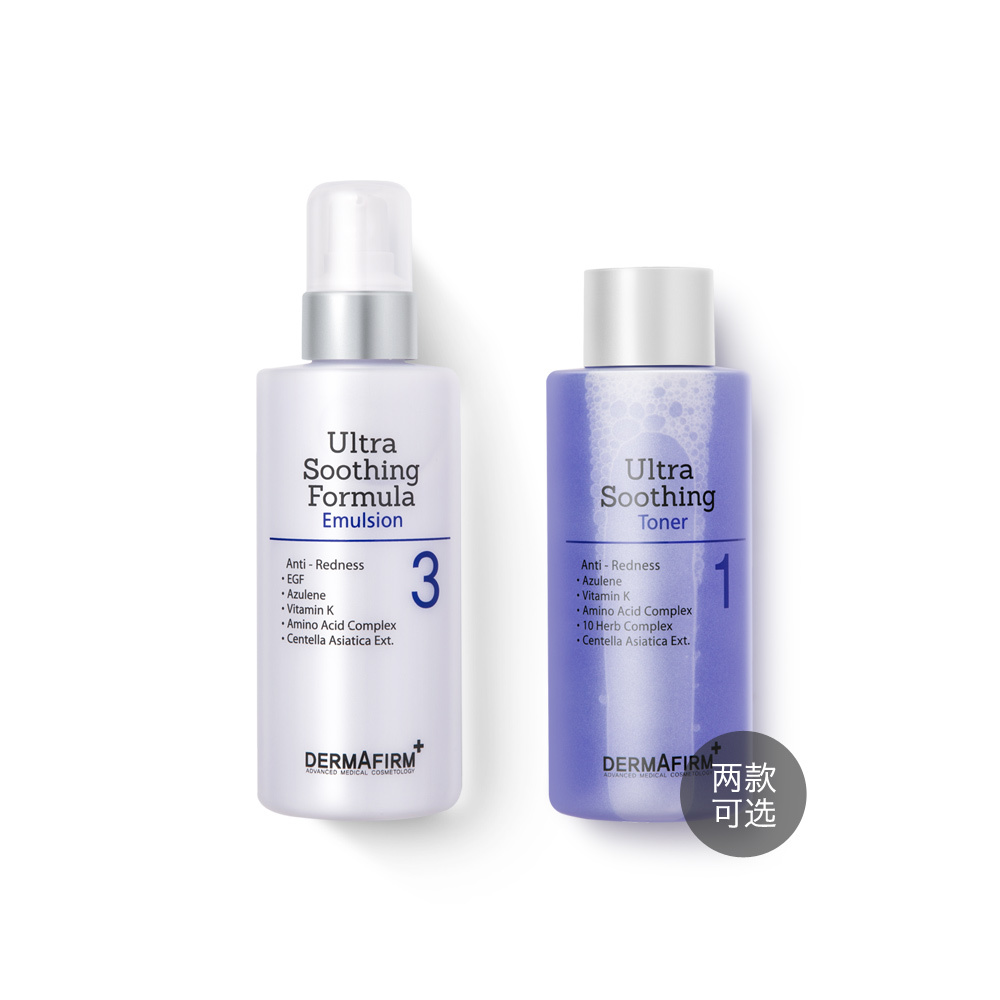 Ultra
Soothing
Formula
Emulsion
3
Anti - Redness
• EGF
• Azulene
• Vitamin K
• Amino Acid Complex
• Centella Asiatica Ext.
DERMAFIRM+
ADVANCED MEDICAL COSMETOLOGY
Ultra
Soothing
Toner
1
Anti - Redness
• Azulene
• Vitamin K
• Amino Acid Complex
• 10 Herb Complex
• Centella Asiatica Ext.
DERMAFIRM+
ADVANCED MEDICAL COSMETOLOGY
两款
可选